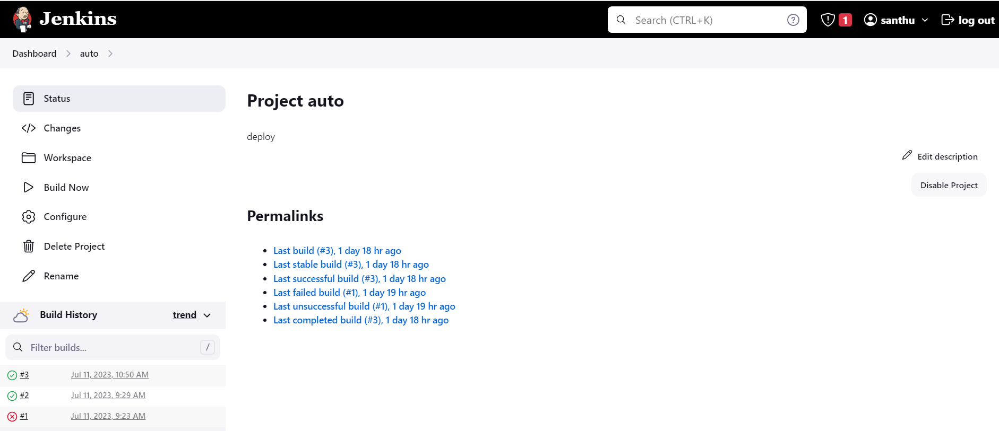 Jenkins
Search (CTRL+K)
?
1
santhu
log out
Dashboard
auto
Status
Changes
Workspace
Build Now
Configure
Delete Project
Rename
Build History
trend
Filter builds...
/
#3 Jul 11, 2023, 10:50 AM
#2 Jul 11, 2023, 9:29 AM
#1 Jul 11, 2023, 9:23 AM
Project auto
deploy
Edit description
Disable Project
Permalinks
Last build (#3), 1 day 18 hr ago
Last stable build (#3), 1 day 18 hr ago
Last successful build (#3), 1 day 18 hr ago
Last failed build (#1), 1 day 19 hr ago
Last unsuccessful build (#1), 1 day 19 hr ago
Last completed build (#3), 1 day 18 hr ago